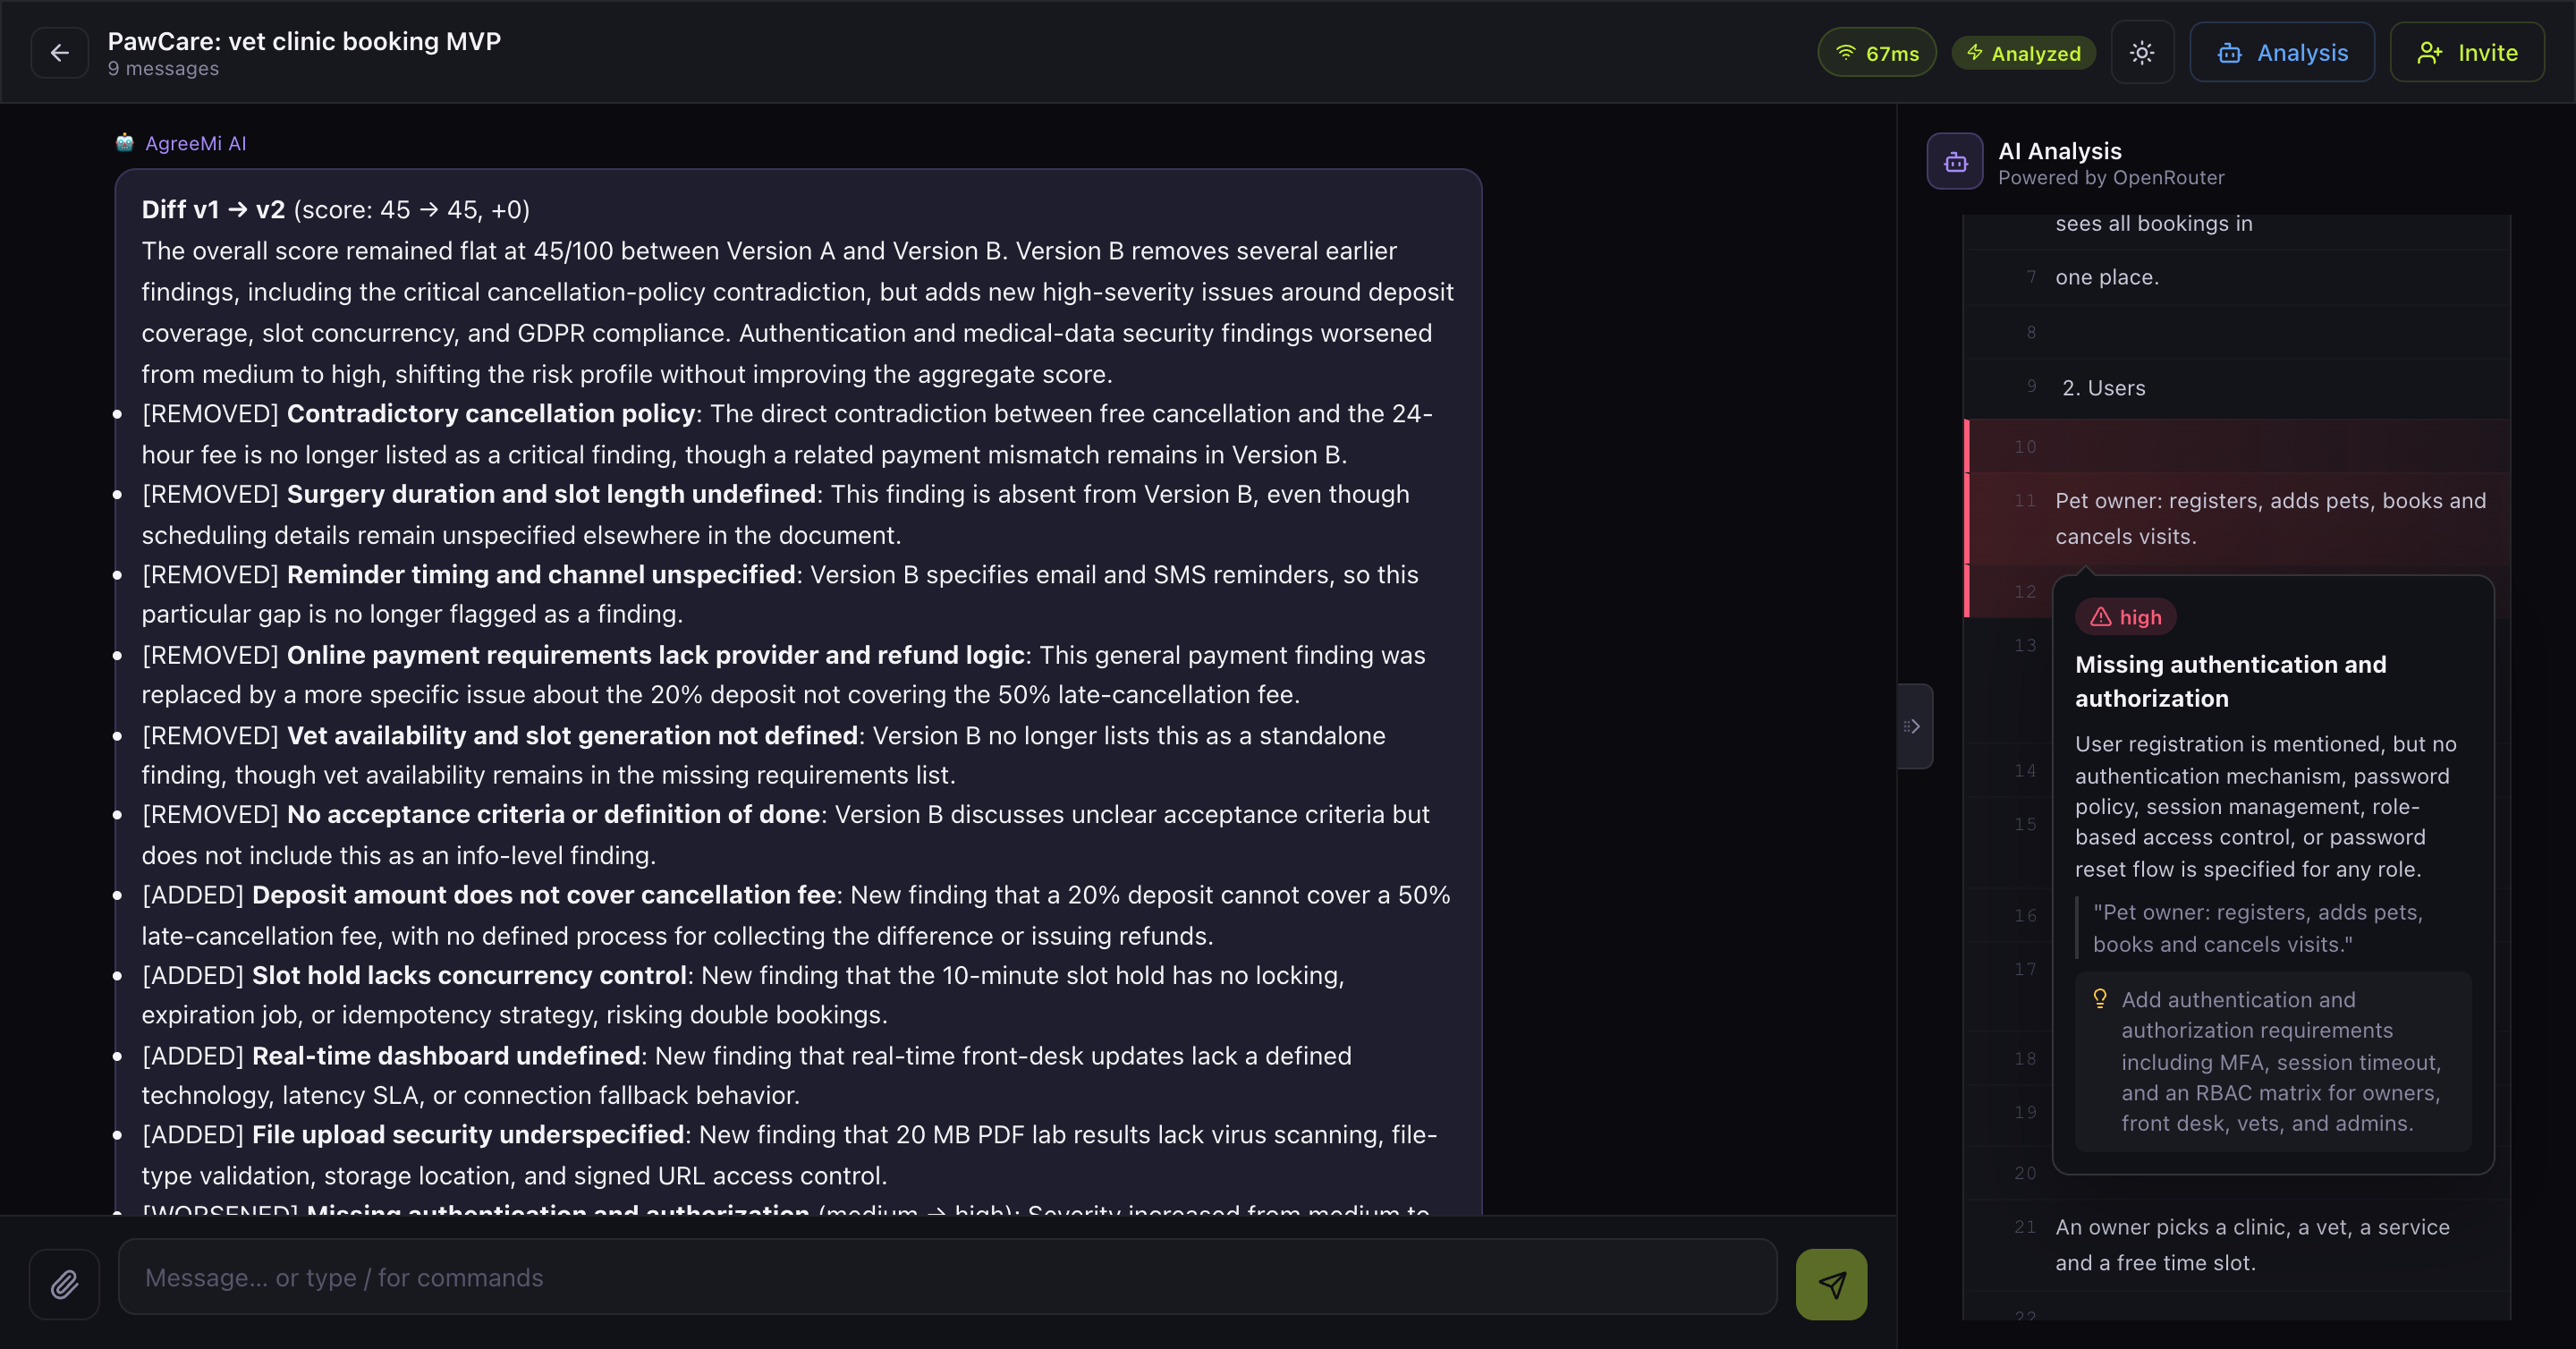 PawCare: vet clinic booking MVP
9 messages
67ms
Analyzed
Analysis
Invite
AgreeMi AI
Diff v1 → v2 (score: 45 → 45, +0)
The overall score remained flat at 45/100 between Version A and Version B. Version B removes several earlier
findings, including the critical cancellation-policy contradiction, but adds new high-severity issues around deposit
coverage, slot concurrency, and GDPR compliance. Authentication and medical-data security findings worsened
from medium to high, shifting the risk profile without improving the aggregate score.
• [REMOVED] Contradictory cancellation policy: The direct contradiction between free cancellation and the 24-
hour fee is no longer listed as a critical finding, though a related payment mismatch remains in Version B.
• [REMOVED] Surgery duration and slot length undefined: This finding is absent from Version B, even though
scheduling details remain unspecified elsewhere in the document.
• [REMOVED] Reminder timing and channel unspecified: Version B specifies email and SMS reminders, so this
particular gap is no longer flagged as a finding.
• [REMOVED] Online payment requirements lack provider and refund logic: This general payment finding was
replaced by a more specific issue about the 20% deposit not covering the 50% late-cancellation fee.
• [REMOVED] Vet availability and slot generation not defined: Version B no longer lists this as a standalone
finding, though vet availability remains in the missing requirements list.
• [REMOVED] No acceptance criteria or definition of done: Version B discusses unclear acceptance criteria but
does not include this as an info-level finding.
• [ADDED] Deposit amount does not cover cancellation fee: New finding that a 20% deposit cannot cover a 50%
late-cancellation fee, with no defined process for collecting the difference or issuing refunds.
• [ADDED] Slot hold lacks concurrency control: New finding that the 10-minute slot hold has no locking,
expiration job, or idempotency strategy, risking double bookings.
• [ADDED] Real-time dashboard undefined: New finding that real-time front-desk updates lack a defined
technology, latency SLA, or connection fallback behavior.
• [ADDED] File upload security underspecified: New finding that 20 MB PDF lab results lack virus scanning, file-
type validation, storage location, and signed URL access control.
• [WORSENED] Missing authentication and authorization (medium → high): Severity increased from medium to
Message... or type / for commands
AI Analysis
Powered by OpenRouter
sees all bookings in
7 one place.
8
9 2. Users
10
11 Pet owner: registers, adds pets, books and
cancels visits.
12
13
14
15
16
17
18
19
20
high
Missing authentication and
authorization
User registration is mentioned, but no
authentication mechanism, password
policy, session management, role-
based access control, or password
reset flow is specified for any role.
"Pet owner: registers, adds pets,
books and cancels visits."
Add authentication and
authorization requirements
including MFA, session timeout,
and an RBAC matrix for owners,
front desk, vets, and admins.
21 An owner picks a clinic, a vet, a service
and a free time slot.
22